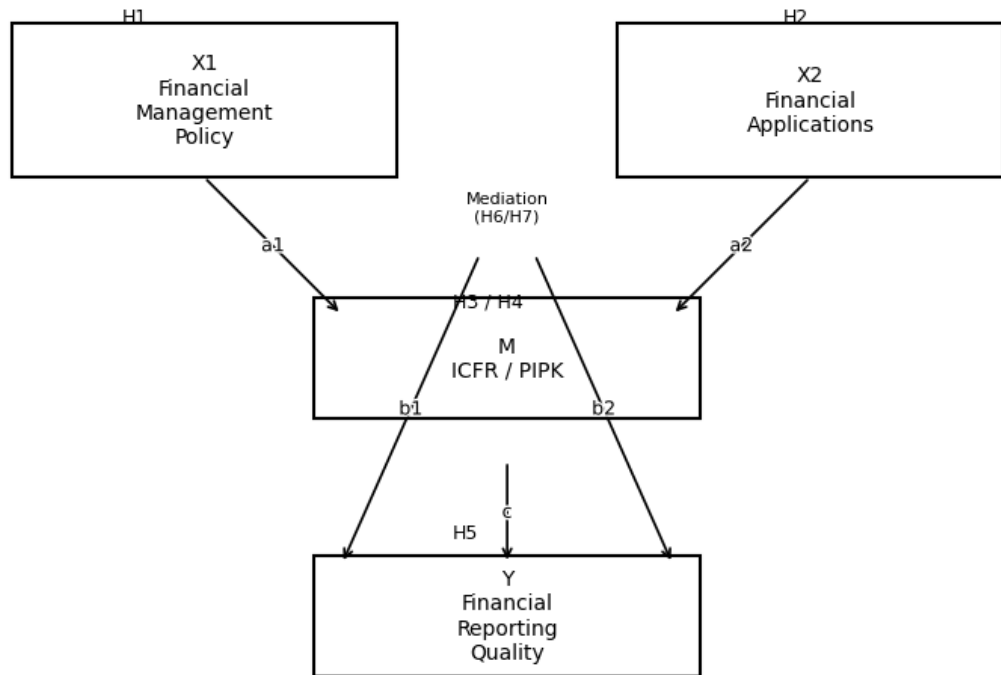 H1
H2
X1
Financial
Management
Policy
X2
Financial
Applications
Mediation
(H6/H7)
a1
a2
H3 / H4
M
ICFR / PIPK
b1
b2
c
H5
Y
Financial
Reporting
Quality